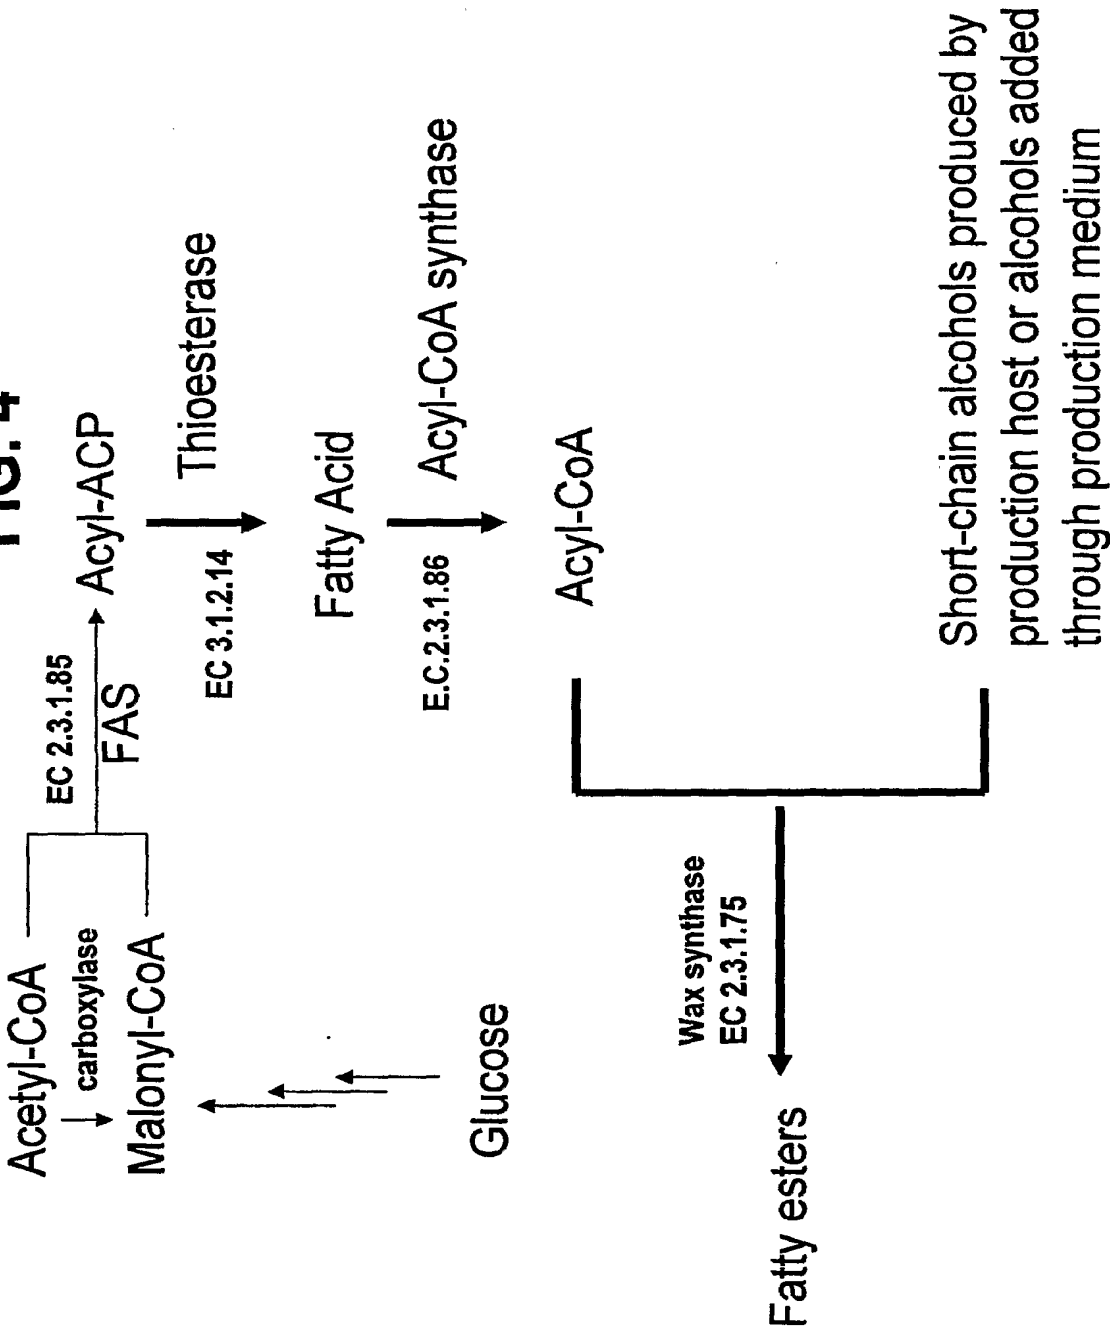 FIG. 4
Acetyl-CoA
carboxylase
Malonyl-CoA
EC 2.3.1.85
FAS
Acyl-ACP
EC 3.1.2.14
Thioesterase
Fatty Acid
E.C.2.3.1.86
Acyl-CoA synthase
Acyl-CoA
Glucose
Wax synthase
EC 2.3.1.75
Fatty esters
Short-chain alcohols produced by
production host or alcohols added
through production medium